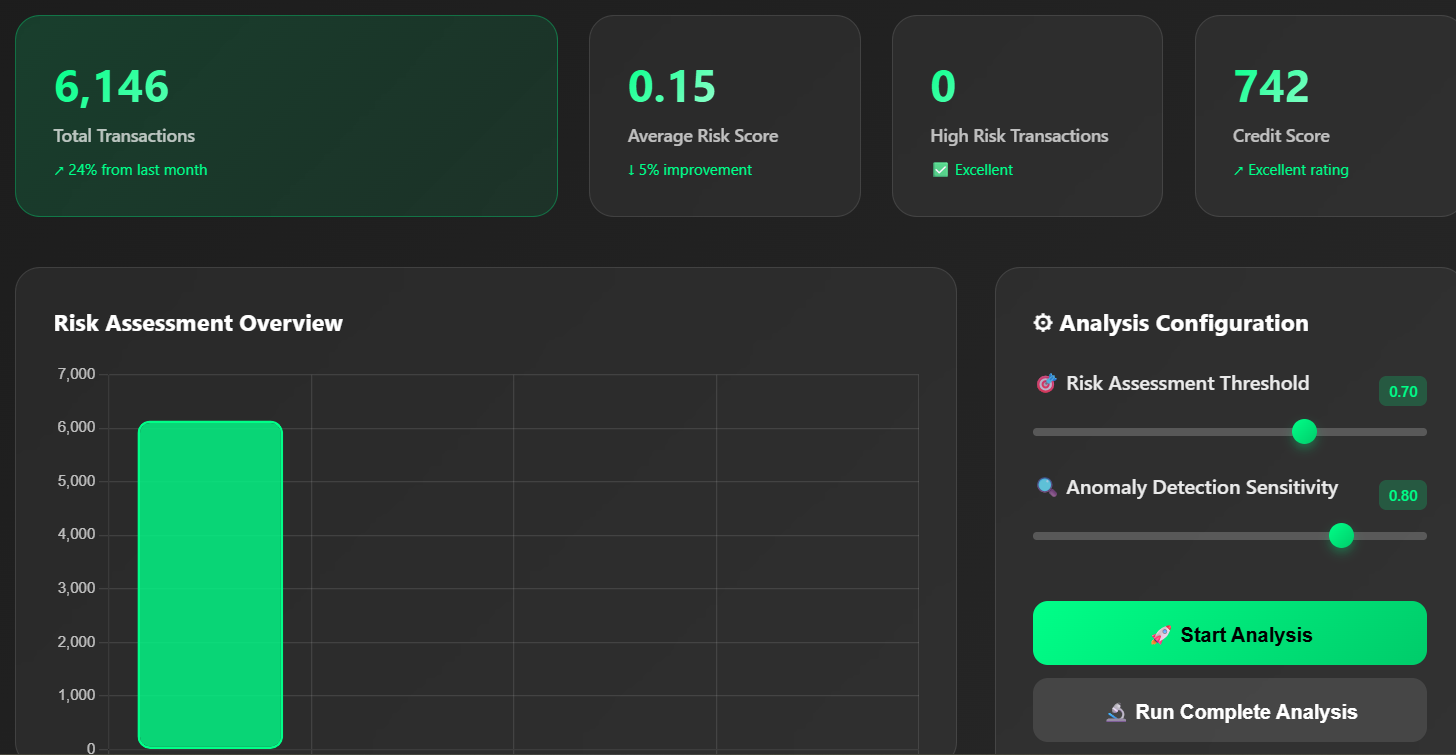 6,146
Total Transactions
↗ 24% from last month
0.15
Average Risk Score
↓ 5% improvement
0
High Risk Transactions
✅ Excellent
742
Credit Score
↗ Excellent rating
Risk Assessment Overview
7,000
6,000
5,000
4,000
3,000
2,000
1,000
0
⚙ Analysis Configuration
🎯 Risk Assessment Threshold
0.70
🔍 Anomaly Detection Sensitivity
0.80
🚀 Start Analysis
🔬 Run Complete Analysis